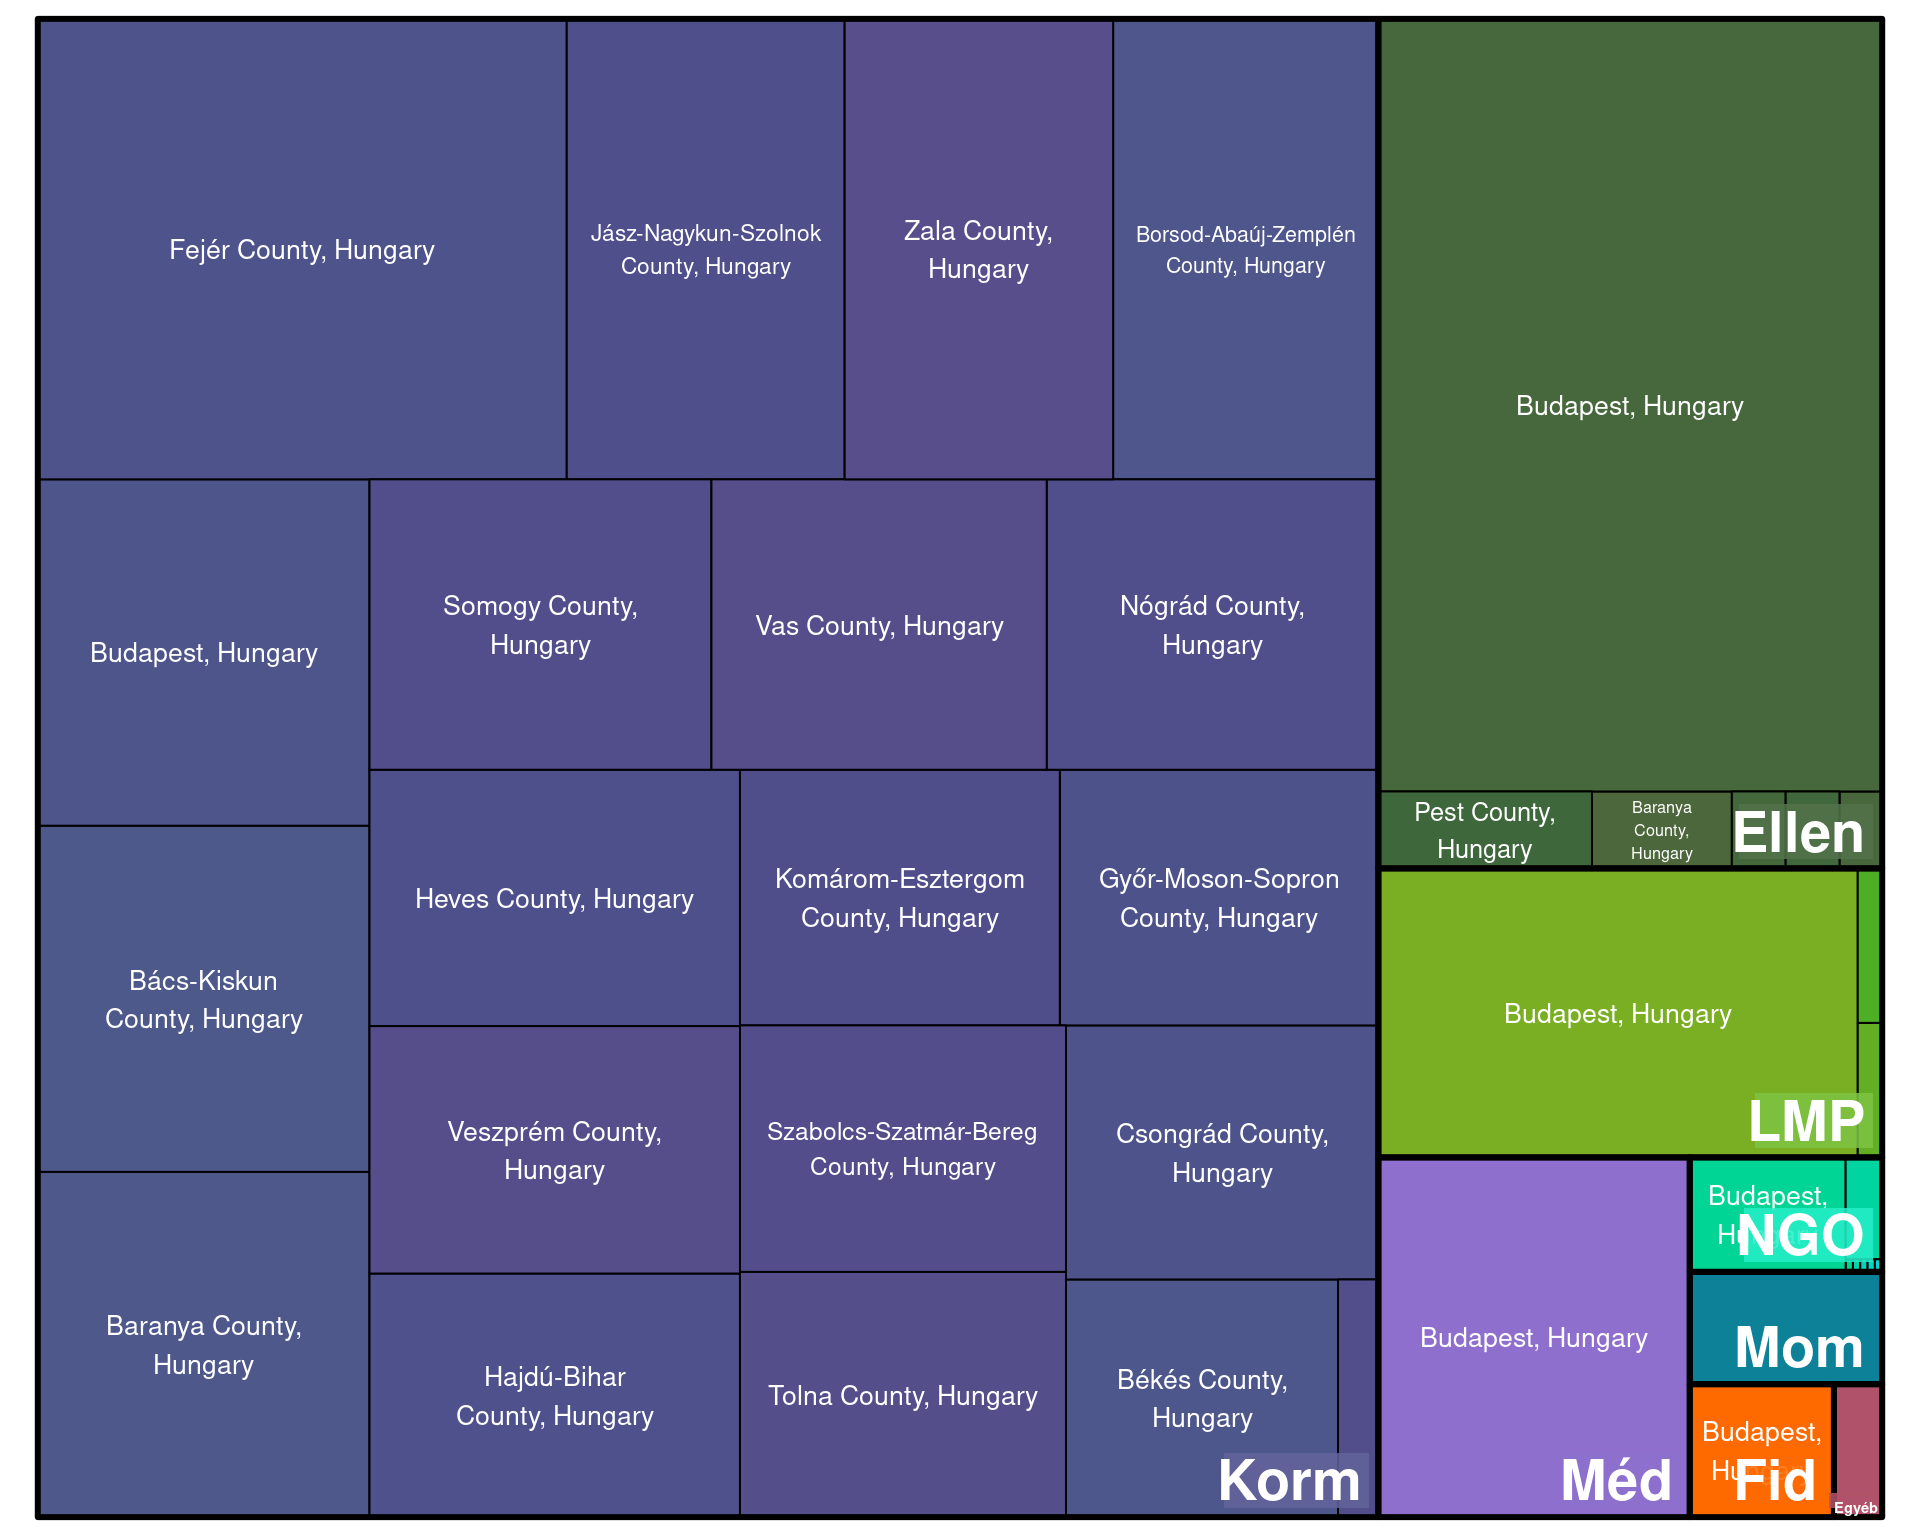 Fejér County, Hungary
Jász-Nagykun-Szolnok
County, Hungary
Zala County,
Hungary
Borsod-Abaúj-Zemplén
County, Hungary
Budapest, Hungary
Somogy County,
Hungary
Vas County, Hungary
Nógrád County,
Hungary
Bács-Kiskun
County, Hungary
Heves County, Hungary
Komárom-Esztergom
County, Hungary
Győr-Moson-Sopron
County, Hungary
Baranya County,
Hungary
Veszprém County,
Hungary
Szabolcs-Szatmár-Bereg
County, Hungary
Csongrád County,
Hungary
Hajdú-Bihar
County, Hungary
Tolna County, Hungary
Békés County,
Hungary
Korm
Budapest, Hungary
Pest County,
Hungary
Baranya
County,
Hungary
Ellen
Budapest, Hungary
LMP
Budapest, Hungary
Méd
Budapest,
NGO
Mom
Budapest,
Fid
Egyéb